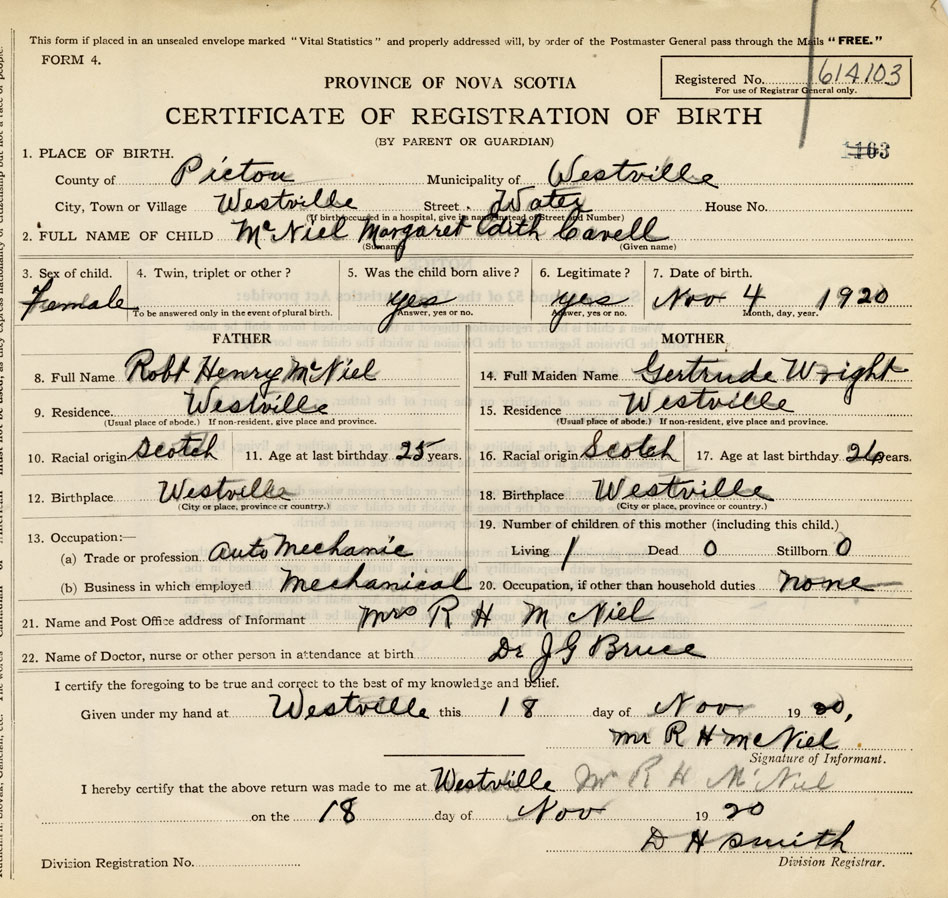 This form if placed in an unsealed envelope marked "Vital Statistics" and properly addressed will, by order of the Postmaster General pass through the Mails "FREE."
FORM 4.
Registered No. 614103
For use of Registrar General only.
PROVINCE OF NOVA SCOTIA
CERTIFICATE OF REGISTRATION OF BIRTH
(BY PARENT OR GUARDIAN)
1103
1. PLACE OF BIRTH.
County of Pictou Municipality of Westville
City, Town or Village Westville Street Water House No.
(If birth occurred in a hospital, give its name instead of Street and Number)
2. FULL NAME OF CHILD McNiel Margaret Edith Cavell
(Surname) (Given name)
3. Sex of child. 4. Twin, triplet or other? 5. Was the child born alive? 6. Legitimate? 7. Date of birth.
Female yes yes Nov 4 1920
To be answered only in the event of plural birth. Answer, yes or no. Answer, yes or no. Month, day, year.
FATHER MOTHER
8. Full Name Robt Henry McNiel 14. Full Maiden Name Gertrude Wright
9. Residence. Westville 15. Residence Westville
(Usual place of abode.) If non-resident, give place and province. (Usual place of abode.) If non-resident, give place and province.
10. Racial origin Scotch 11. Age at last birthday 25 years. 16. Racial origin Scotch 17. Age at last birthday years.
12. Birthplace Westville 18. Birthplace Westville
(City or place, province or country.) (City or place, province or country.)
13. Occupation:— 19. Number of children of this mother (including this child.)
(a) Trade or profession Auto Mechanic Living 1 Dead 0 Stillborn 0
(b) Business in which employed Mechanical 20. Occupation, if other than household duties none
21. Name and Post Office address of Informant Mrs R H McNiel
22. Name of Doctor, nurse or other person in attendance at birth Dr J G Bruce
I certify the foregoing to be true and correct to the best of my knowledge and belief.
Given under my hand at Westville this 18 day of Nov 1920,
Mr R H McNiel
Signature of Informant.
I hereby certify that the above return was made to me at Westville Mr R H McNiel
on the 18 day of Nov 1920
D H Smith
Division Registration No. Division Registrar.